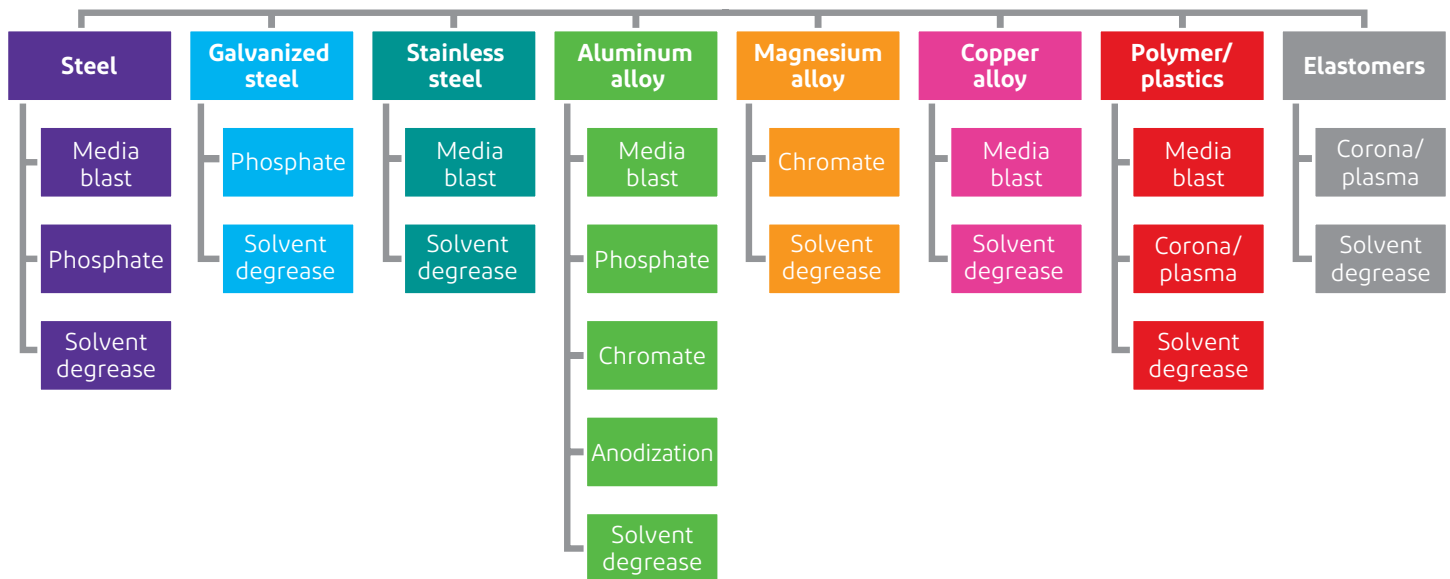 Steel
Galvanized
steel
Stainless
steel
Aluminum
alloy
Magnesium
alloy
Copper
alloy
Polymer/
plastics
Elastomers
Media
blast
Phosphate
Solvent
degrease
Phosphate
Solvent
degrease
Media
blast
Solvent
degrease
Media
blast
Phosphate
Chromate
Anodization
Solvent
degrease
Chromate
Solvent
degrease
Media
blast
Solvent
degrease
Media
blast
Corona/
plasma
Solvent
degrease
Corona/
plasma
Solvent
degrease